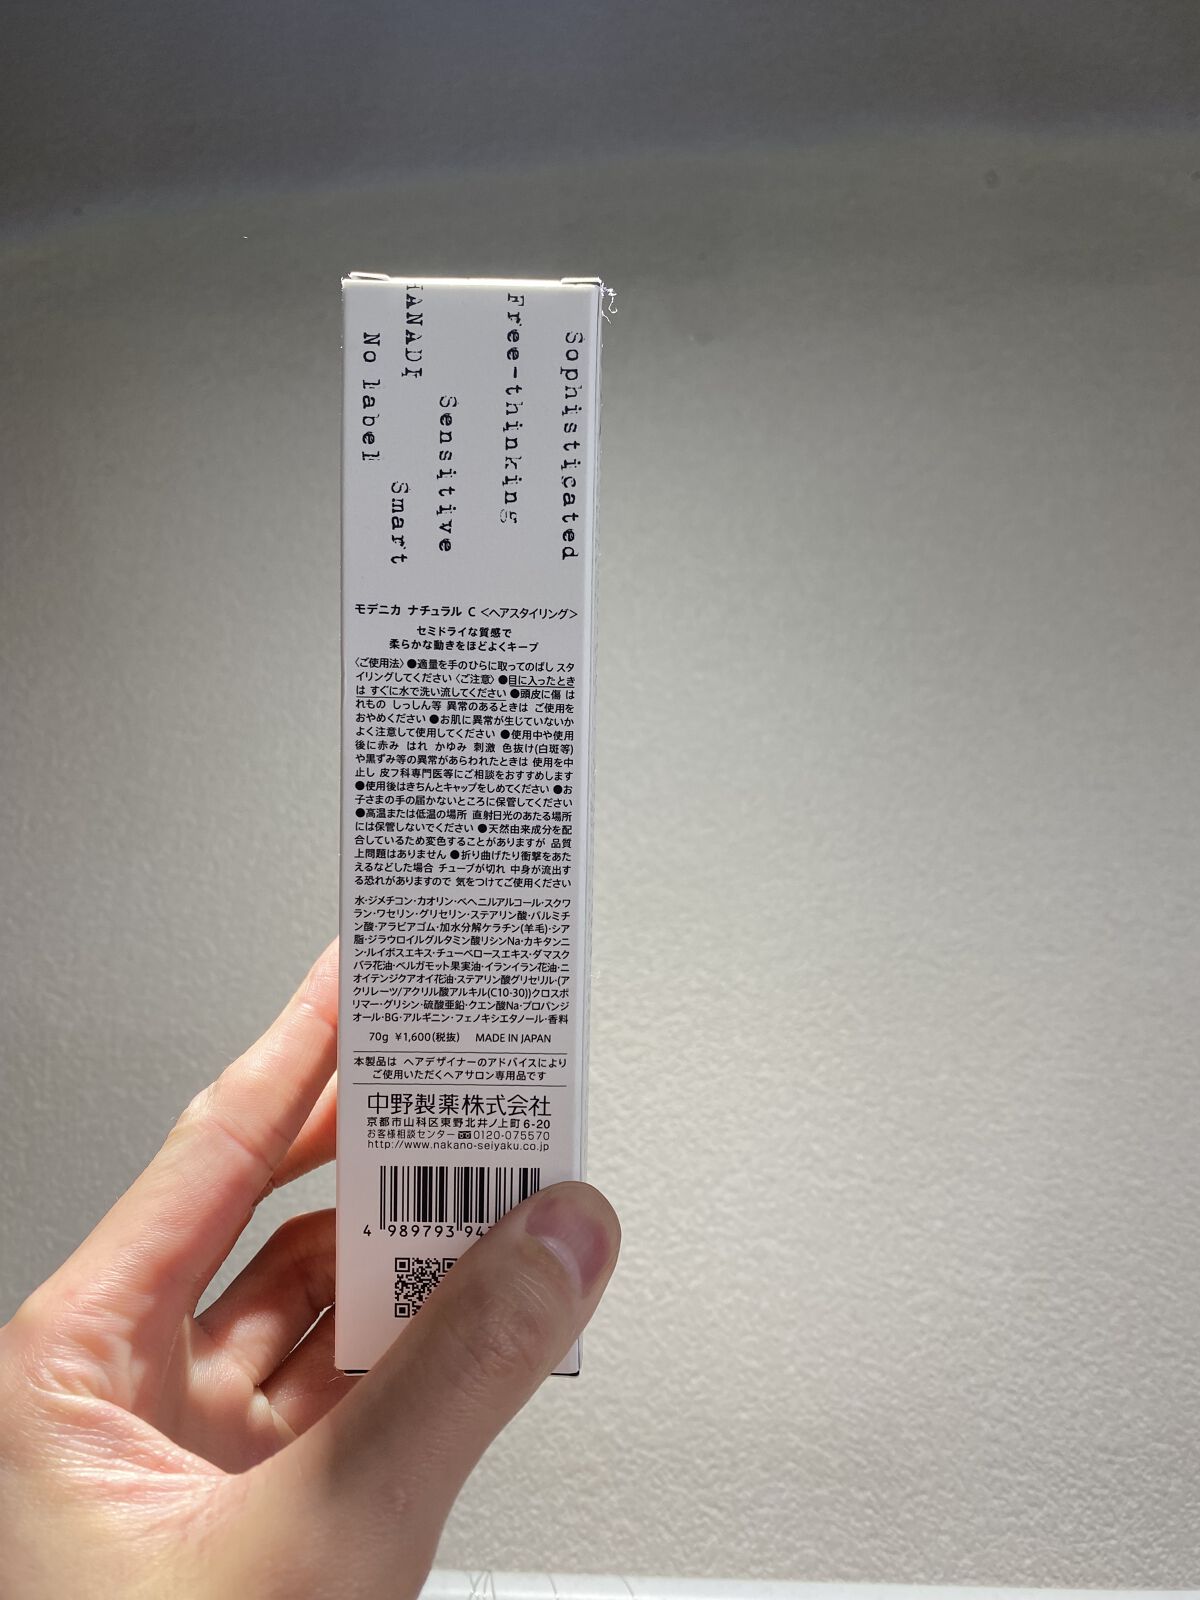 Sophisticated
Free-thinking
Sensitive
No label
Smart
モデニカ ナチュラル C <ヘアスタイリング>
セミドライな質感で
柔らかな動きをほどよくキープ
〈ご使用法〉●適量を手のひらに取ってのばし スタ
イリングしてください〈ご注意〉●目に入ったとき
は すぐに水で洗い流してください ●頭皮に傷 は
れもの しっしん等 異常のあるときは ご使用を
おやめください ●お肌に異常が生じていないか
よく注意して使用してください ●使用中や使用
後に赤み はれ かゆみ 刺激 色抜け(白斑等)
や黒ずみ等の異常があらわれたときは 使用を中
止し 皮フ科専門医等にご相談をおすすめします
●使用後はきちんとキャップをしめてください ●お
子さまの手の届かないところに保管してください
●高温または低温の場所 直射日光のあたる場所
には保管しないでください ●天然由来成分を配
合しているため変色することがありますが 品質
上問題はありません ●折り曲げたり衝撃をあた
えるなどした場合 チューブが切れ 中身が流出す
る恐れがありますので 気をつけてご使用ください
水・ジメチコン・カオリン・ベヘニルアルコール・スクワ
ラン・ワセリン・グリセリン・ステアリン酸・パルミチ
ン酸・アラビアゴム・加水分解ケラチン(羊毛)・シア
脂・ジラウロイルグルタミン酸リシンNa・カキタンニ
ン・ルイボスエキス・チューベロースエキス・ダマスク
バラ花油・ベルガモット果実油・イランイラン花油・ニ
オイテンジクアオイ花油・ステアリン酸グリセリル・(ア
クリレーツ/アクリル酸アルキル(C10-30))クロスポ
リマー・グリシン・硫酸亜鉛・クエン酸Na・プロパンジ
オール・BG・アルギニン・フェノキシエタノール・香料
70g ¥1,600(税抜) MADE IN JAPAN
本製品は ヘアデザイナーのアドバイスにより
ご使用いただくヘアサロン専用品です
中野製薬株式会社
京都市山科区東野北井ノ上町6-20
お客様相談センター 0120-075570
http://www.nakano-seiyaku.co.jp
4 989793 94